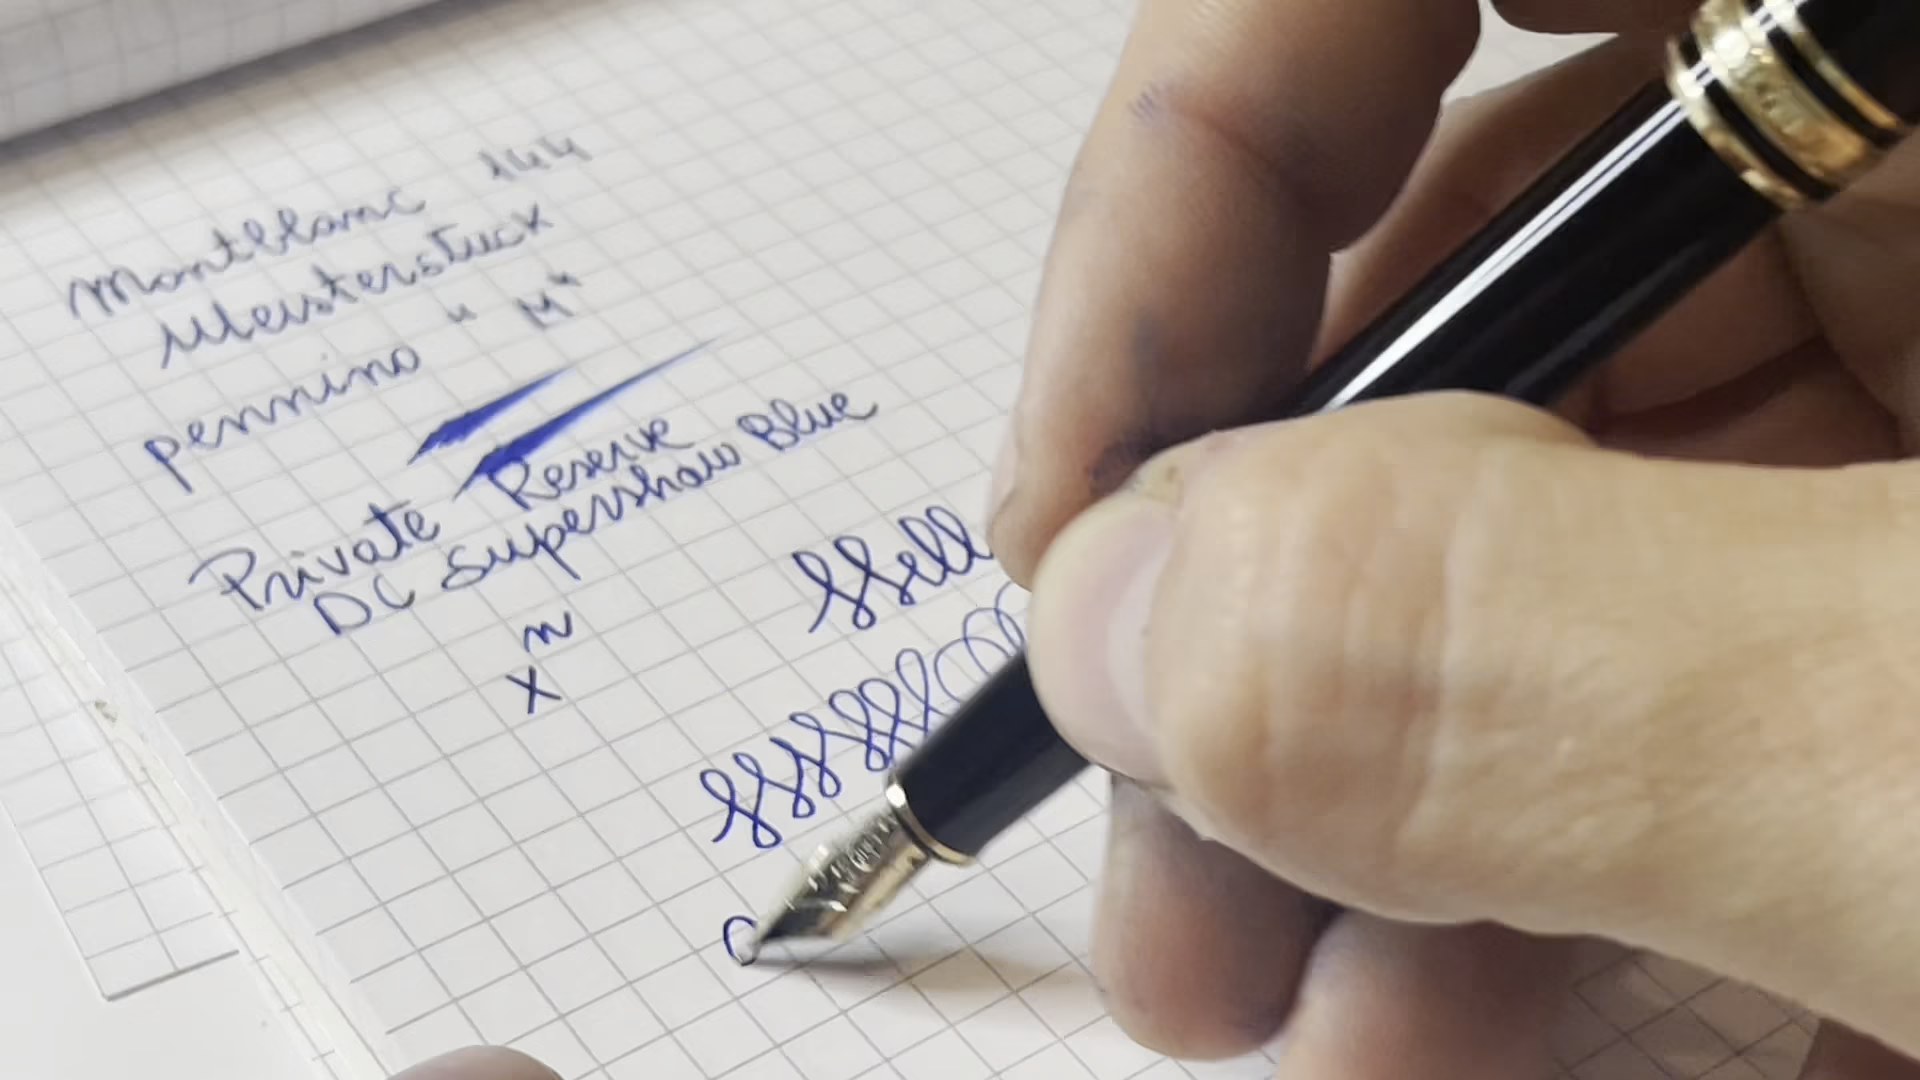 Montblanc 144
Meisterstuck
pennino "M"
Private Reserve
DC Supershow Blue
m
x